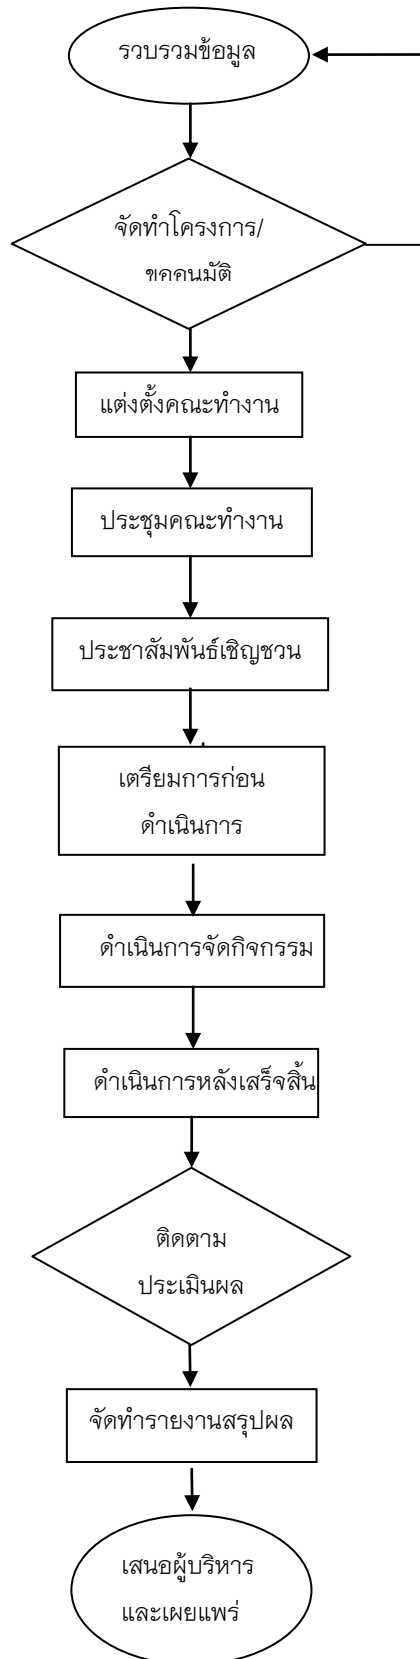 รวบรวมข้อมูล
จัดทำโครงการ/
ขคคนมัติ
แต่งตั้งคณะทำงาน
ประชุมคณะทำงาน
ประชาสัมพันธ์เชิญชวน
เตรียมการก่อน
ดำเนินการ
ดำเนินการจัดกิจกรรม
ดำเนินการหลังเสร็จสิ้น
ติดตาม
ประเมินผล
จัดทำรายงานสรุปผล
เสนอผู้บริหาร
และเผยแพร่